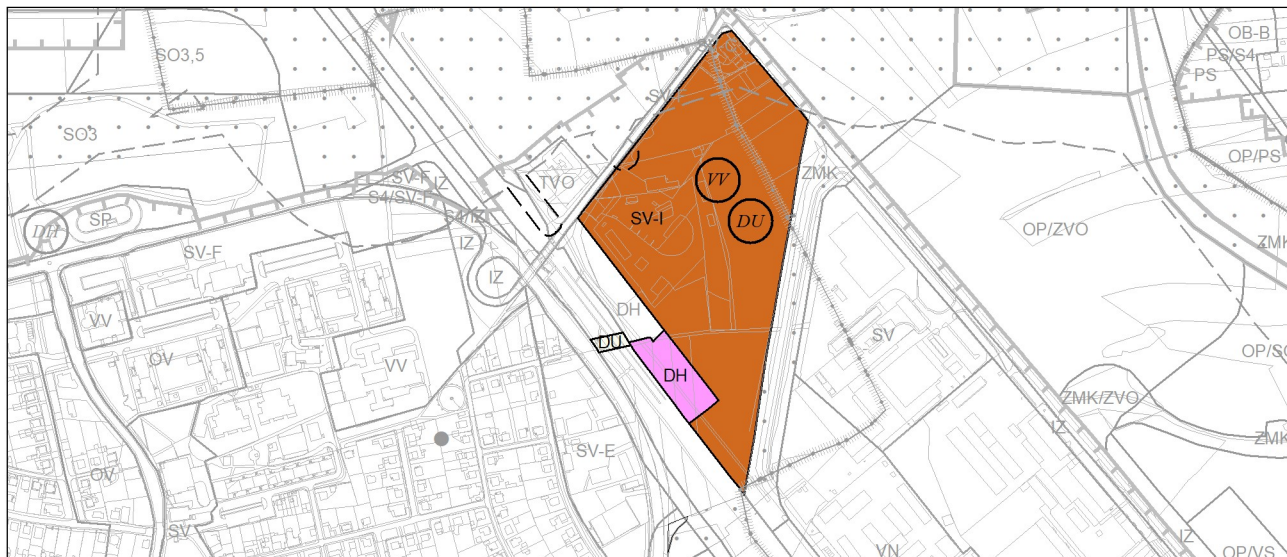 OB-B
SO3,5
PS/S4
PS
SO3
OP/PS
SV-F
IZ
S4/SV-F
TVO
ZMK
VV
DU
SV-I
DH
SP
S4/IZ
OP/ZVO
SV-F
IZ
ZMK
IZ
VV
DH
SV
OV
VV
DU
DH
ZMK/ZVO
IZ
ZMK
SV-E
OV
SV
VN
IZ
OP/VS